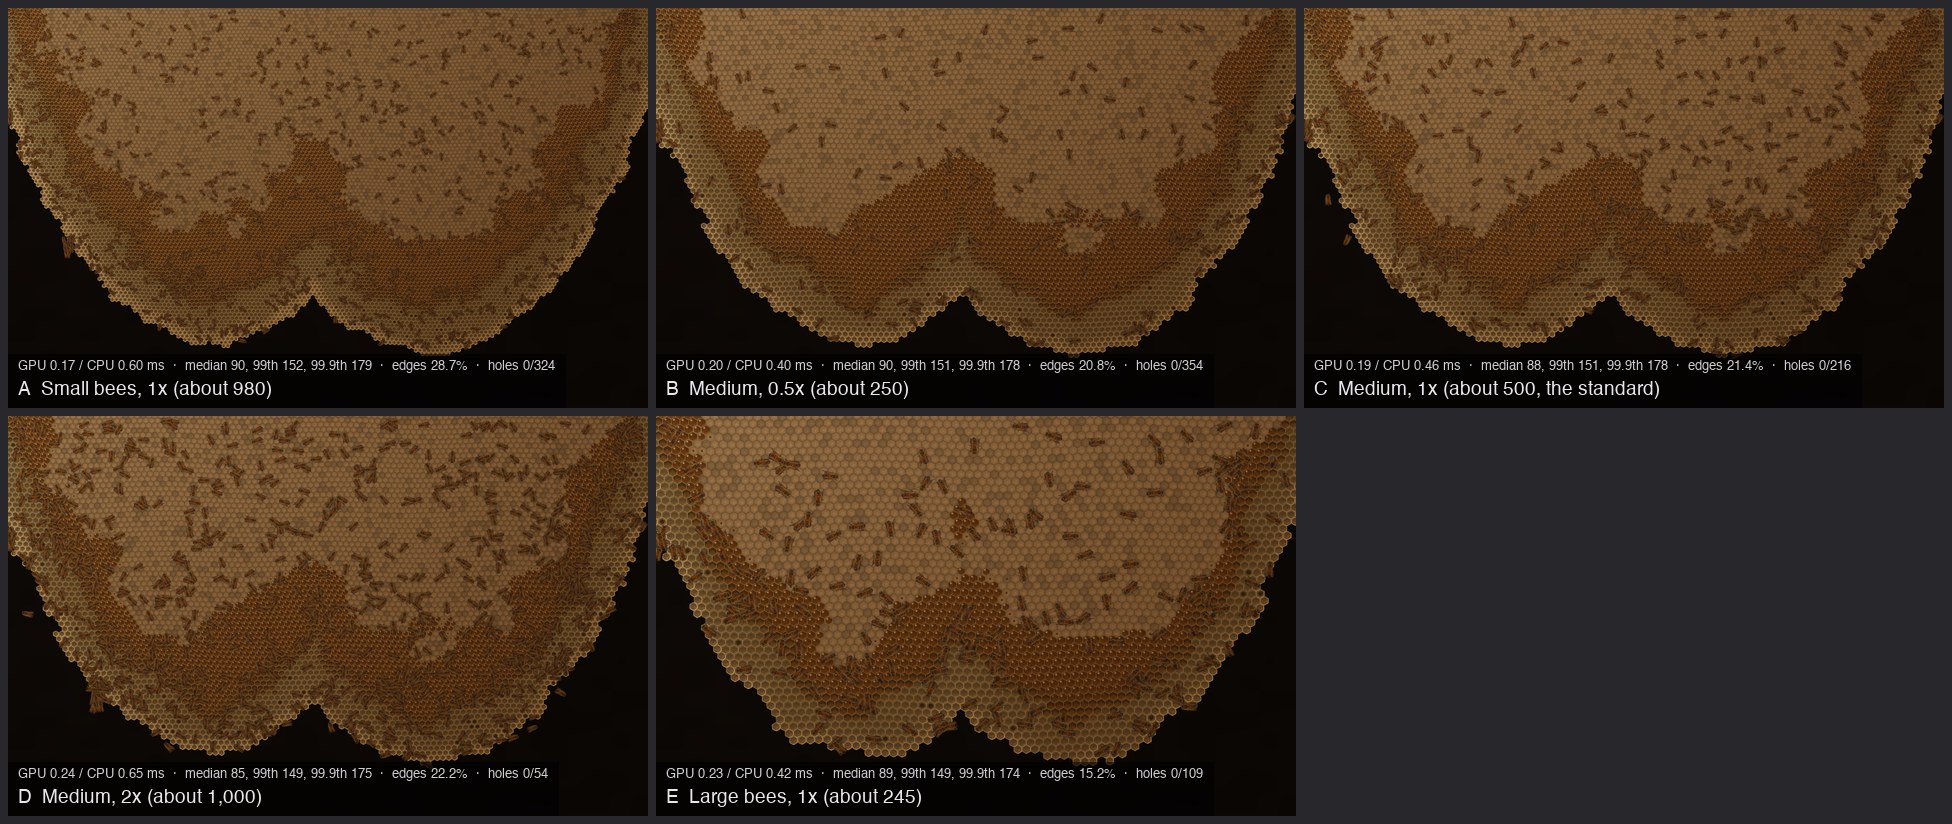 GPU 0.17 / CPU 0.60 ms · median 90, 99th 152, 99.9th 179 · edges 28.7% · holes 0/324
A Small bees, 1x (about 980)
GPU 0.20 / CPU 0.40 ms · median 90, 99th 151, 99.9th 178 · edges 20.8% · holes 0/354
B Medium, 0.5x (about 250)
GPU 0.19 / CPU 0.46 ms · median 88, 99th 151, 99.9th 178 · edges 21.4% · holes 0/216
C Medium, 1x (about 500, the standard)
GPU 0.24 / CPU 0.65 ms · median 85, 99th 149, 99.9th 175 · edges 22.2% · holes 0/54
D Medium, 2x (about 1,000)
GPU 0.23 / CPU 0.42 ms · median 89, 99th 149, 99.9th 174 · edges 15.2% · holes 0/109
E Large bees, 1x (about 245)